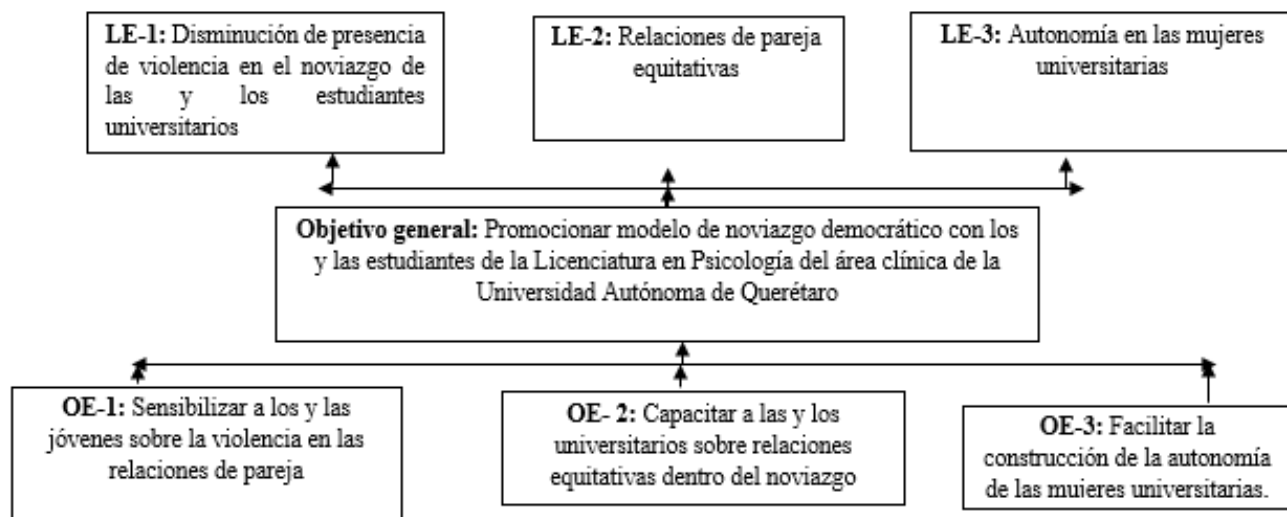 LE-1: Disminución de presencia
de violencia en el noviazgo de
las y los estudiantes
universitarios
LE-2: Relaciones de pareja
equitativas
LE-3: Autonomía en las mujeres
universitarias
Objetivo general: Promocionar modelo de noviazgo democrático con los
y las estudiantes de la Licenciatura en Psicología del área clínica de la
Universidad Autónoma de Querétaro
OE-1: Sensibilizar a los y las
jóvenes sobre la violencia en las
relaciones de pareja
OE- 2: Capacitar a las y los
universitarios sobre relaciones
equitativas dentro del noviazgo
OE-3: Facilitar la
construcción de la autonomía
de las mujeres universitarias.